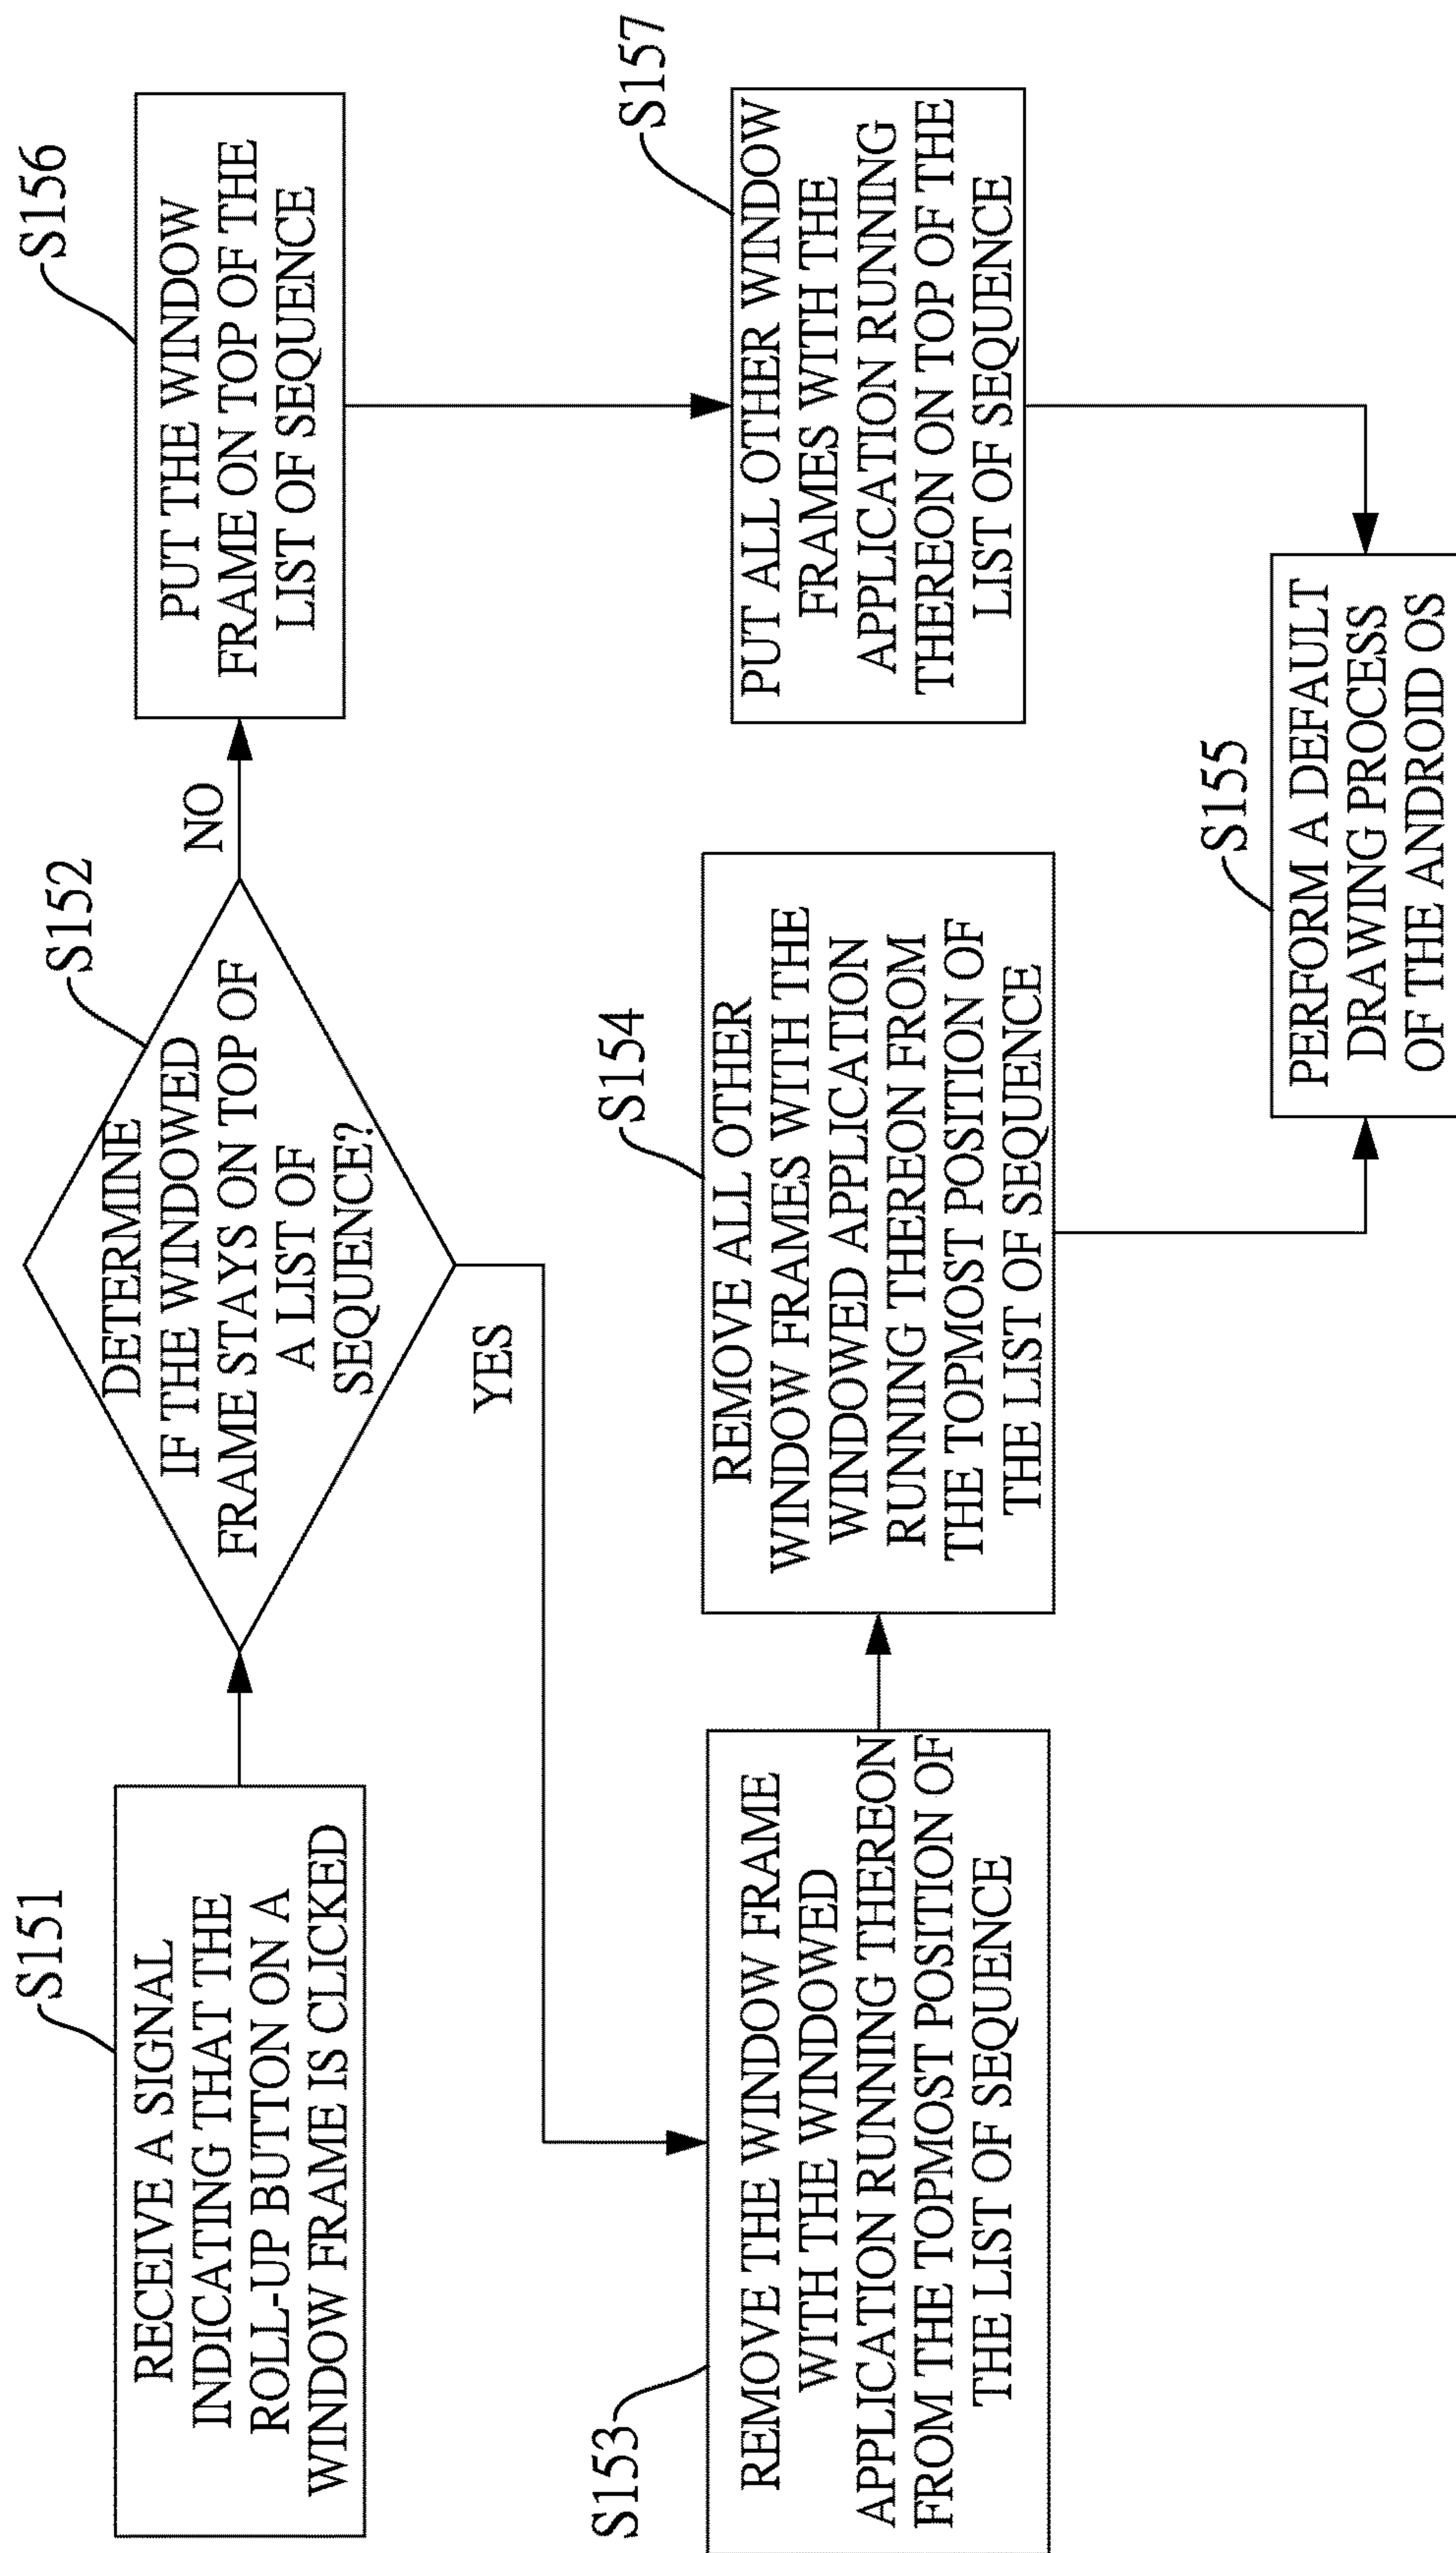 S151
RECEIVE A SIGNAL
INDICATING THAT THE
ROLL-UP BUTTON ON A
WINDOW FRAME IS CLICKED
S152
DETERMINE
IF THE WINDOWED
FRAME STAYS ON TOP OF
A LIST OF
SEQUENCE?
NO
YES
S156
PUT THE WINDOW
FRAME ON TOP OF THE
LIST OF SEQUENCE
S153
REMOVE THE WINDOW FRAME
WITH THE WINDOWED
APPLICATION RUNNING THEREON
FROM THE TOPMOST POSITION OF
THE LIST OF SEQUENCE
S154
REMOVE ALL OTHER
WINDOW FRAMES WITH THE
WINDOWED APPLICATION
RUNNING THEREON FROM
THE TOPMOST POSITION OF
THE LIST OF SEQUENCE
S157
PUT ALL OTHER WINDOW
FRAMES WITH THE
APPLICATION RUNNING
THEREON ON TOP OF THE
LIST OF SEQUENCE
S155
PERFORM A DEFAULT
DRAWING PROCESS
OF THE ANDROID OS